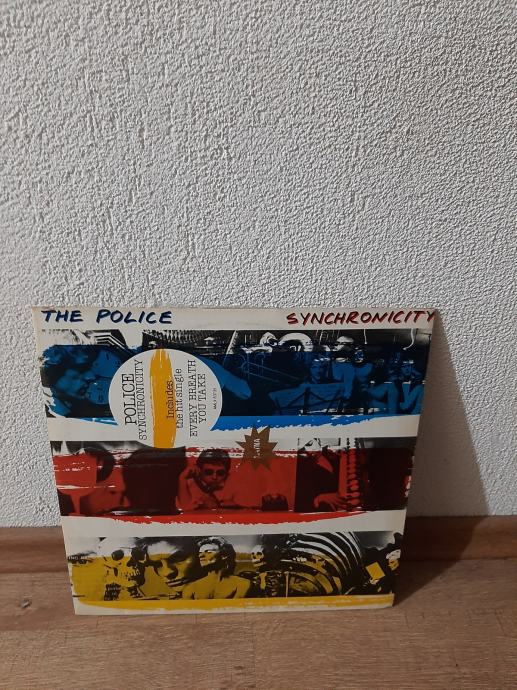 THE POLICE
SYNCHRONICITY
POLICE
SYNCHRONICITY
Includes
the hit single
EVERY BREATH
YOU TAKE